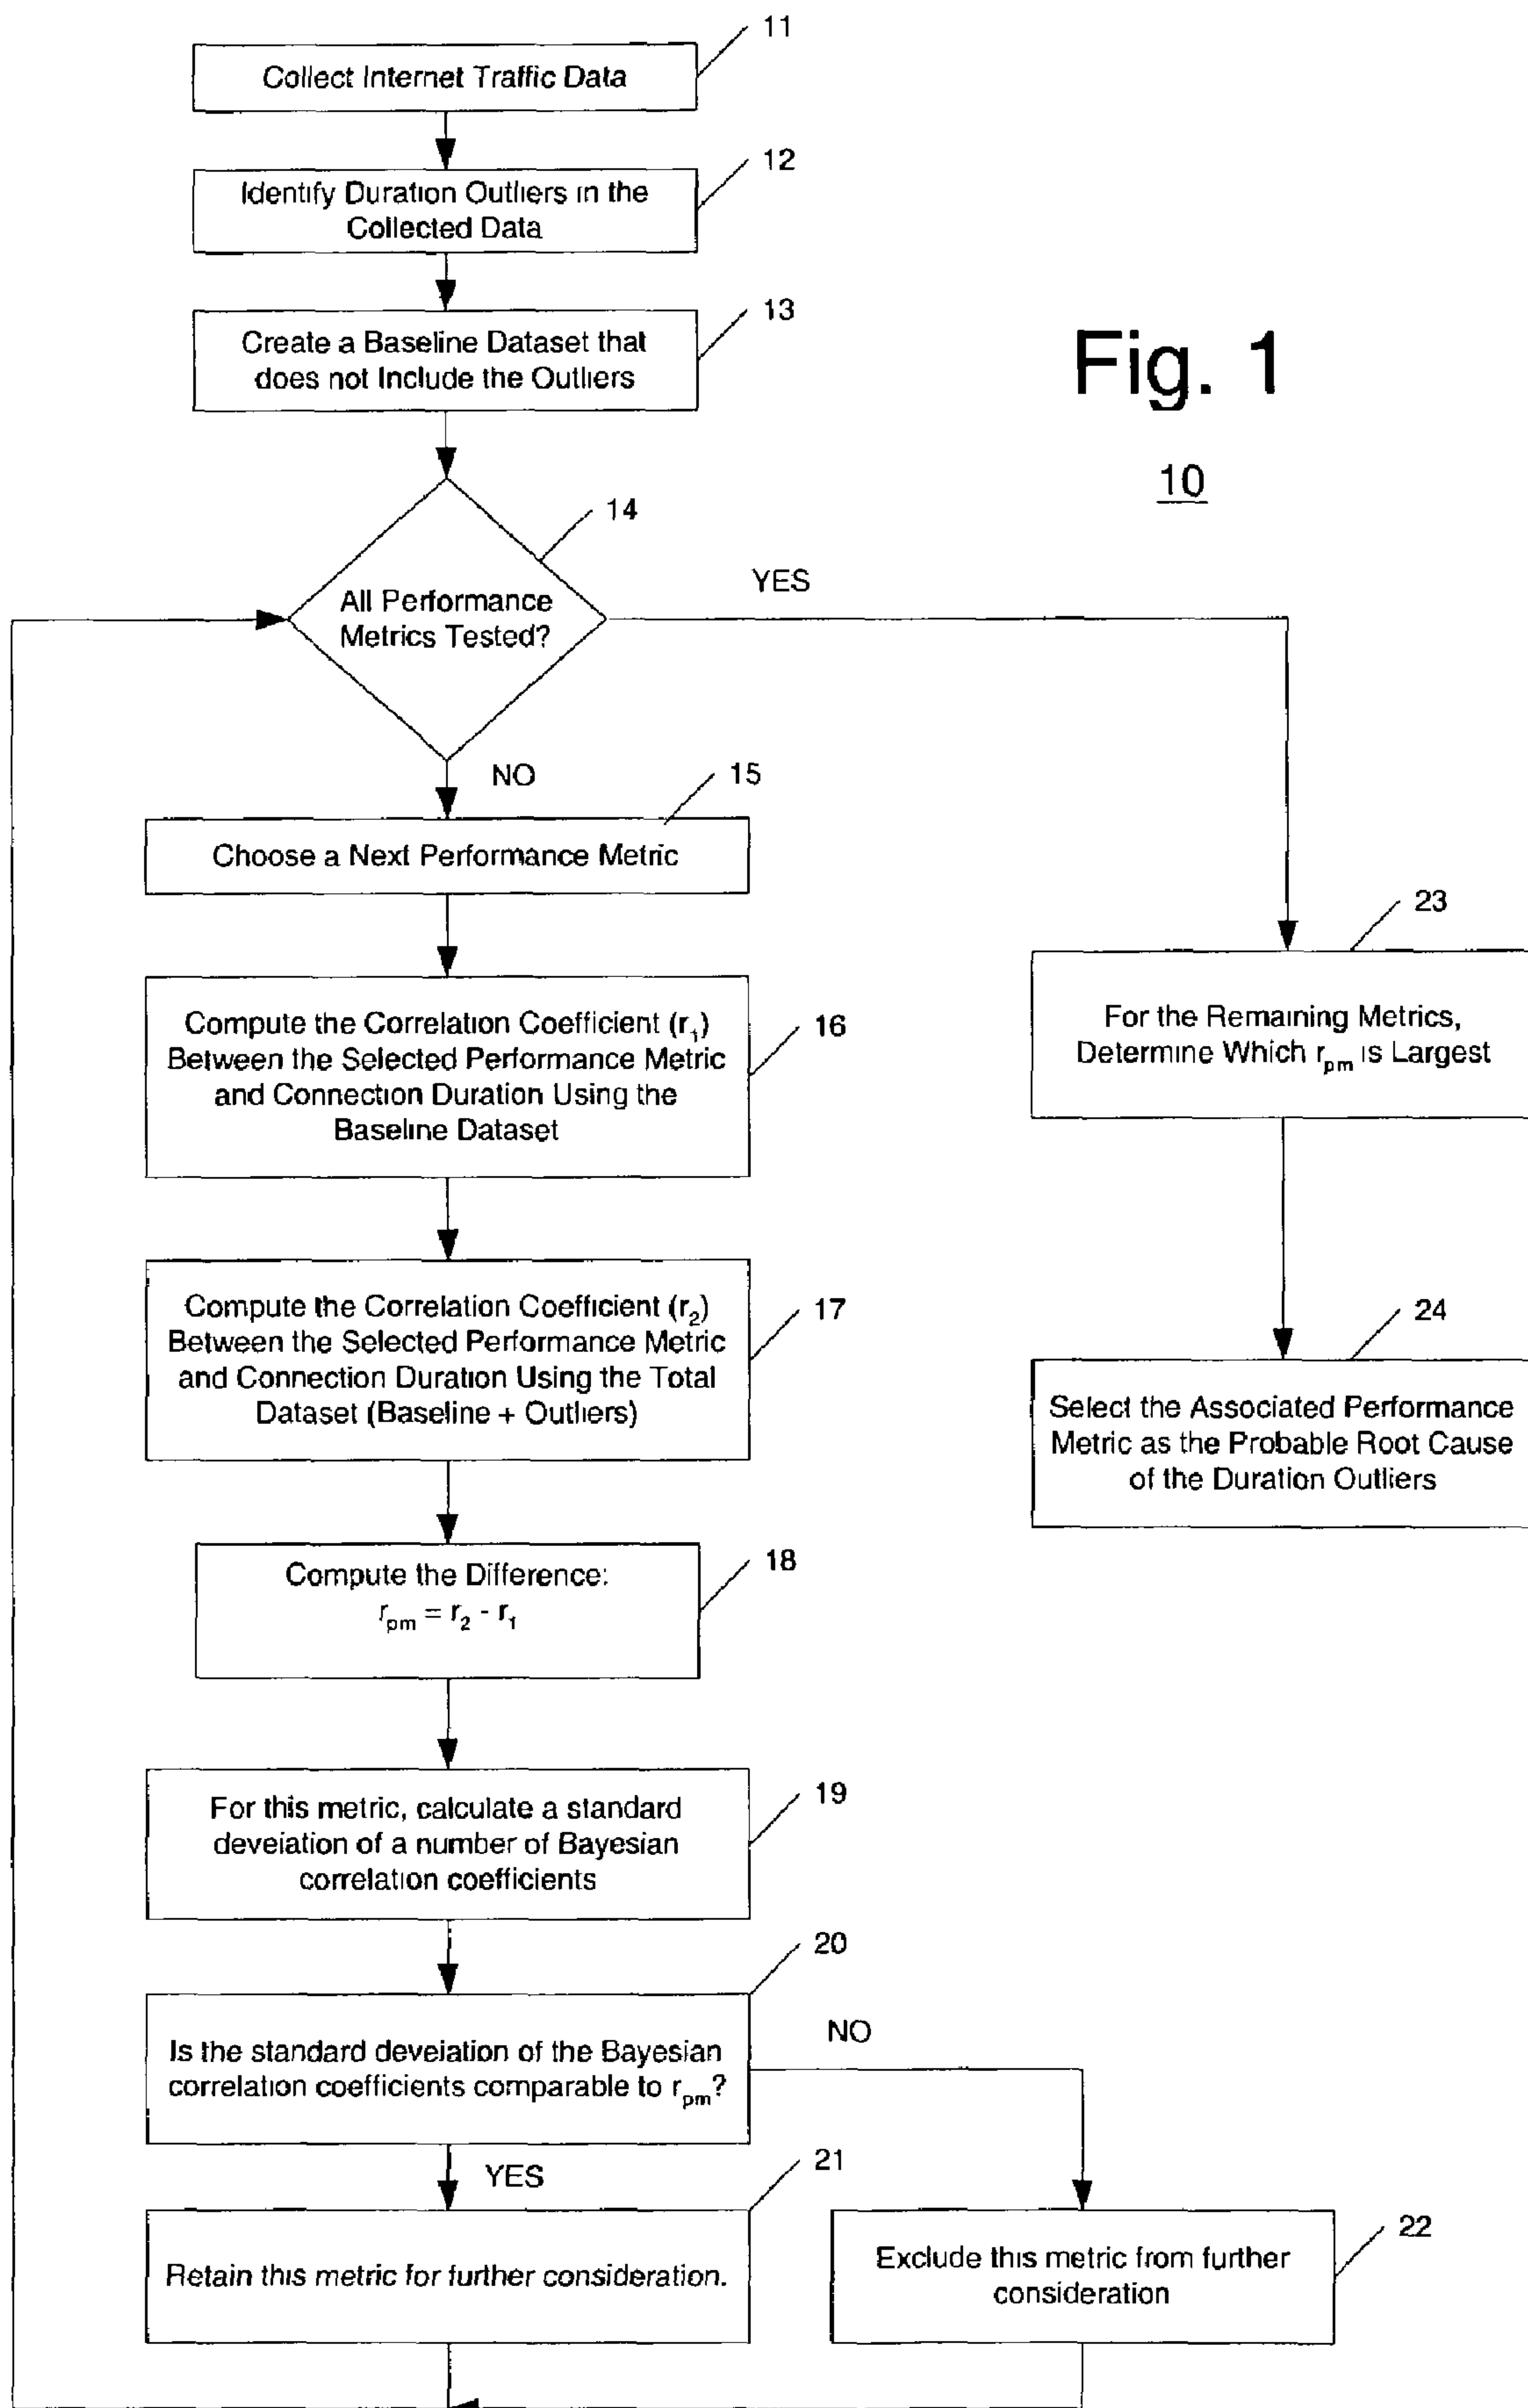 11
Collect Internet Traffic Data
12
Identify Duration Outliers in the
Collected Data
13
Create a Baseline Dataset that
does not Include the Outliers
Fig. 1
10
14
All Performance
Metrics Tested?
YES
NO
15
Choose a Next Performance Metric
16
Compute the Correlation Coefficient (r1)
Between the Selected Performance Metric
and Connection Duration Using the
Baseline Dataset
17
Compute the Correlation Coefficient (r2)
Between the Selected Performance Metric
and Connection Duration Using the Total
Dataset (Baseline + Outliers)
18
Compute the Difference:
rpm = r2 - r1
19
For this metric, calculate a standard
deveiation of a number of Bayesian
correlation coefficients
20
Is the standard deveiation of the Bayesian
correlation coefficients comparable to rpm?
NO
YES
21
Retain this metric for further consideration.
22
Exclude this metric from further
consideration
23
For the Remaining Metrics,
Determine Which rpm is Largest
24
Select the Associated Performance
Metric as the Probable Root Cause
of the Duration Outliers